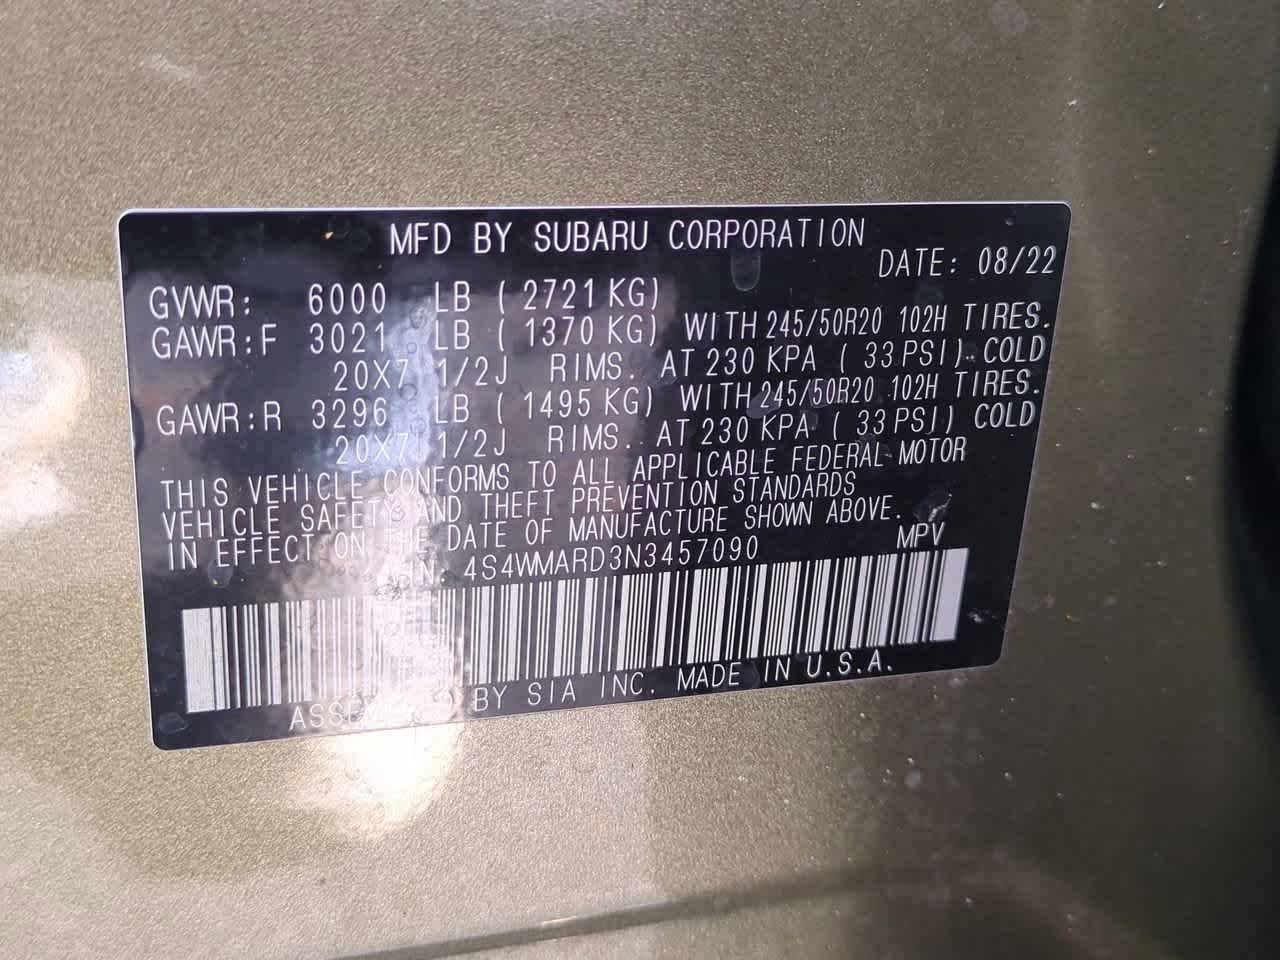 MFD BY SUBARU CORPORATION
DATE: 08/22
GVWR: 6000 LB ( 2721 KG)
GAWR:F 3021 LB ( 1370 KG) WITH 245/50R20 102H TIRES.
20X7 1/2J RIMS. AT 230 KPA ( 33 PSI) COLD
GAWR:R 3296 LB ( 1495 KG) WITH 245/50R20 102H TIRES.
20X7 1/2J RIMS. AT 230 KPA ( 33 PSI) COLD
THIS VEHICLE CONFORMS TO ALL APPLICABLE FEDERAL MOTOR
VEHICLE SAFETY AND THEFT PREVENTION STANDARDS
IN EFFECT ON THE DATE OF MANUFACTURE SHOWN ABOVE.
4S4WMARD3N3457090 MPV
BY SIA INC. MADE IN U.S.A.